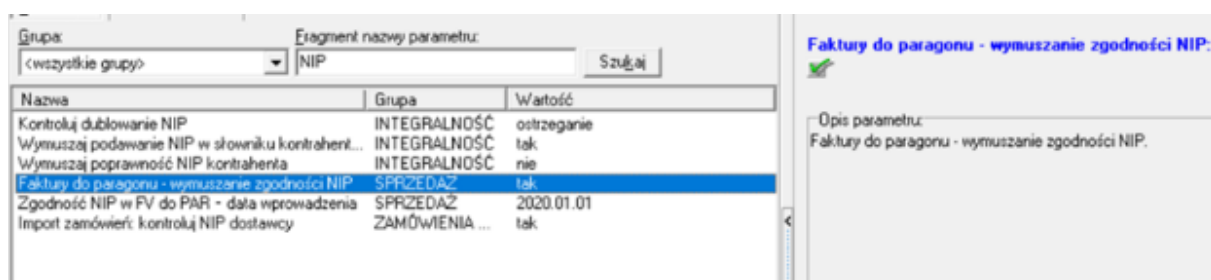 Grupa: Fragment nazwy parametru:
<wszystkie grupy> NIP Szukaj
Nazwa Grupa Wartość
Kontroluj dublowanie NIP INTEGRALNOŚĆ ostrzeganie
Wymuszaj podawanie NIP w słowniku kontrahent... INTEGRALNOŚĆ tak
Wymuszaj poprawność NIP kontrahenta INTEGRALNOŚĆ nie
Faktury do paragonu - wymuszanie zgodności NIP SPRZEDAŻ tak
Zgodność NIP w FV do PAR - data wprowadzenia SPRZEDAŻ 2020.01.01
Import zamówień: kontroluj NIP dostawcy ZAMÓWIENIA ... tak
Faktury do paragonu - wymuszanie zgodności NIP:
Opis parametru:
Faktury do paragonu - wymuszanie zgodności NIP.